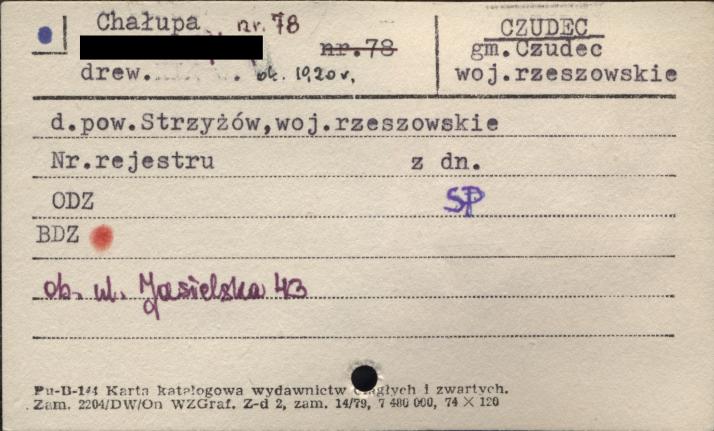 Chałupa nr. 78
nr.78
drew. ok. 1920 r,
CZUDEC
gm.Czudec
woj.rzeszowskie
d.pow.Strzyżów,woj.rzeszowskie
Nr.rejestru z dn.
ODZ SP
BDZ
ob. ul. Jasielska 43
Pu-B-144 Karta katalogowa wydawnictw ciągłych i zwartych.
Zam. 2204/DW/On WZGraf. Z-d 2, zam. 14/79, 7 480 000, 74 × 120